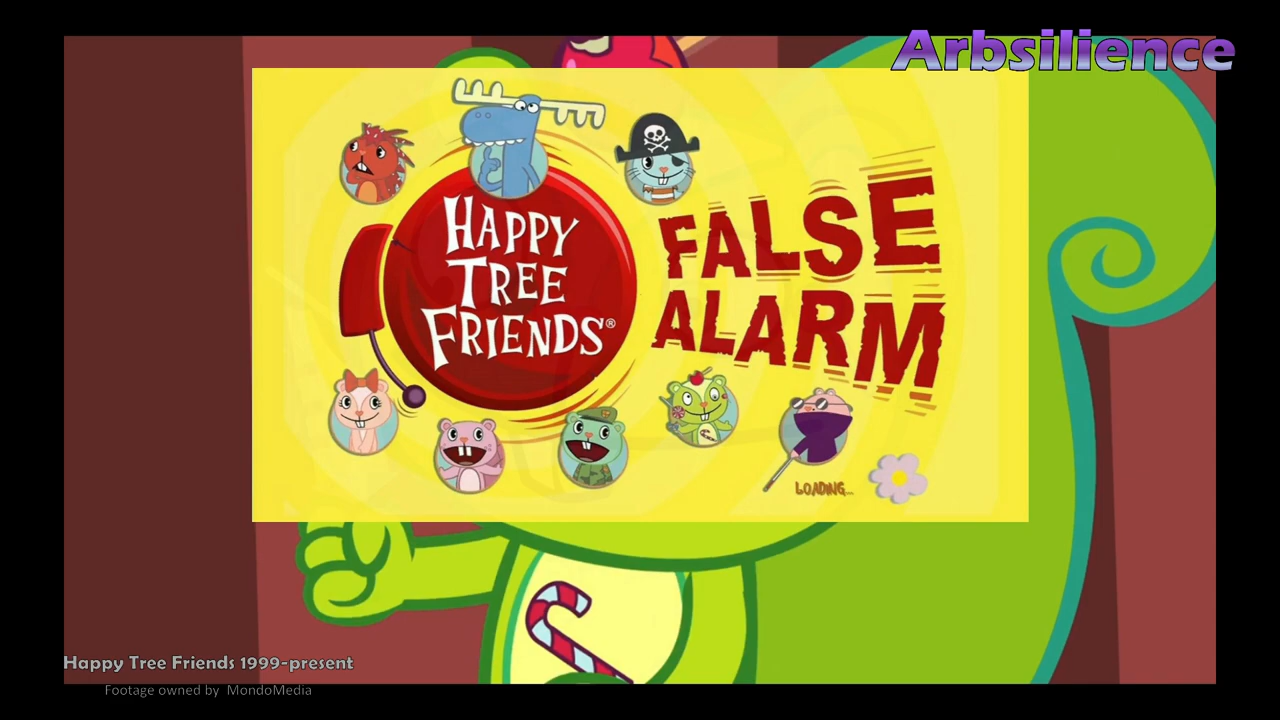 Arbsilience
HAPPY
TREE
FRIENDS®
FALSE
ALARM
LOADING...
Happy Tree Friends 1999-present
Footage owned by MondoMedia